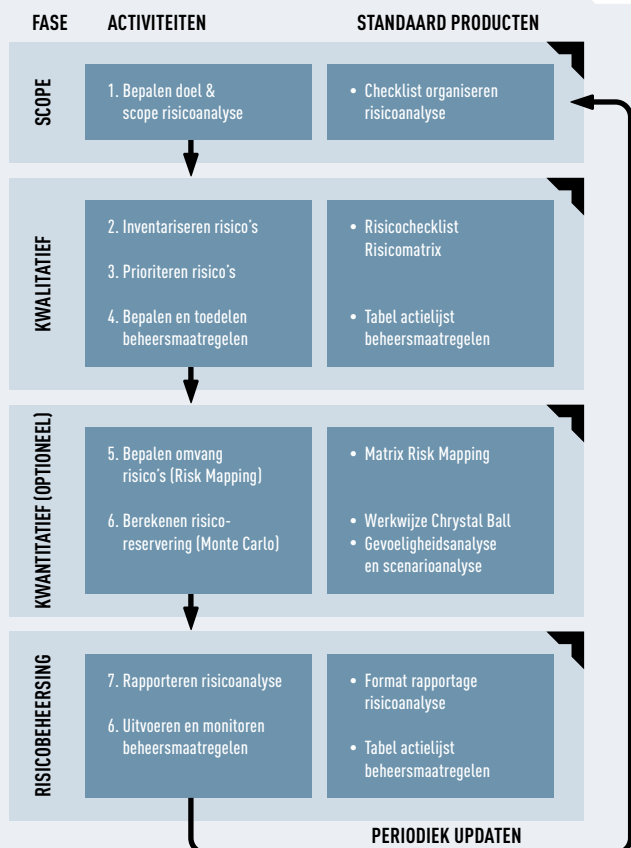 FASE ACTIVITEITEN STANDAARD PRODUCTEN
SCOPE
1. Bepalen doel &
scope risicoanalyse
• Checklist organiseren
risicoanalyse
KWALITATIEF
2. Inventariseren risico's
3. Prioriteren risico's
4. Bepalen en toedelen
beheersmaatregelen
• Risicochecklist
Risicomatrix
• Tabel actielijst
beheersmaatregelen
KWANTITATIEF (OPTIONEEL)
5. Bepalen omvang
risico's (Risk Mapping)
6. Berekenen risico-
reservering (Monte Carlo)
• Matrix Risk Mapping
• Werkwijze Chrystal Ball
• Gevoeligheidsanalyse
en scenarioanalyse
RISICOBEHEERSING
7. Rapporteren risicoanalyse
6. Uitvoeren en monitoren
beheersmaatregelen
• Format rapportage
risicoanalyse
• Tabel actielijst
beheersmaatregelen
PERIODIEK UPDATEN